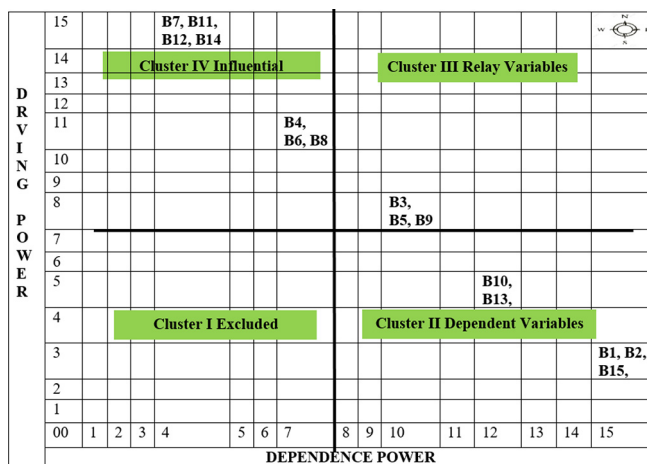 15 B7, B11,
B12, B14
N
W E
S
14 Cluster IV Influential Cluster III Relay Variables
13
12
11 B4,
B6, B8
10
9
8 B3,
B5, B9
7
6
5 B10,
B13,
4 Cluster I Excluded Cluster II Dependent Variables
3 B1, B2,
B15,
2
1
00 1 2 3 4 5 6 7 8 9 10 11 12 13 14 15
DEPENDENCE POWER
DRVING POWER